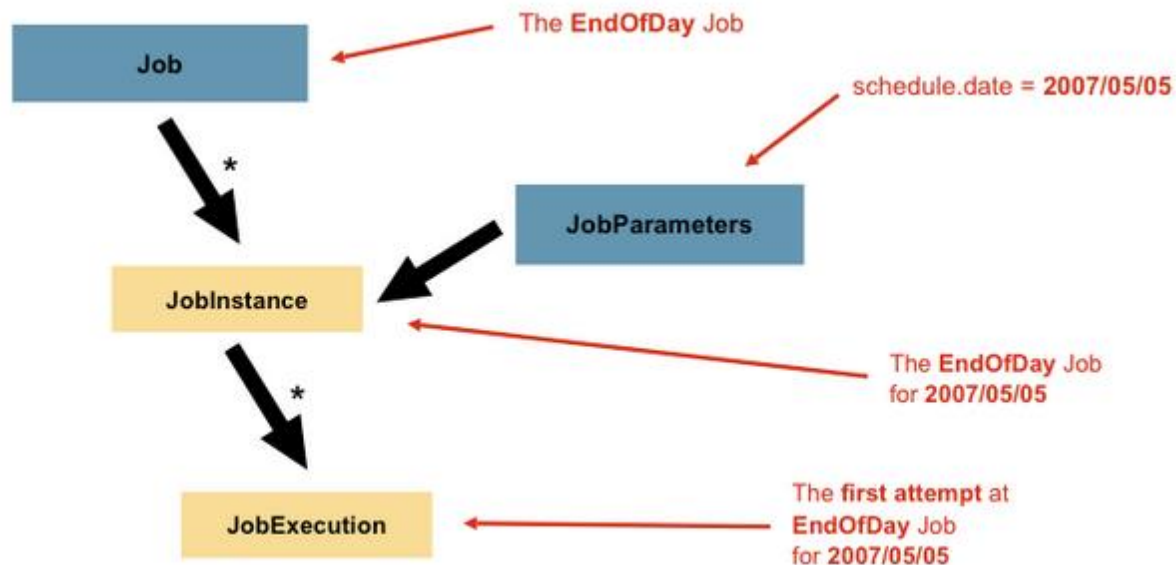 The EndOfDay Job
Job
schedule.date = 2007/05/05
*
JobParameters
JobInstance
The EndOfDay Job
for 2007/05/05
*
The first attempt at
EndOfDay Job
for 2007/05/05
JobExecution